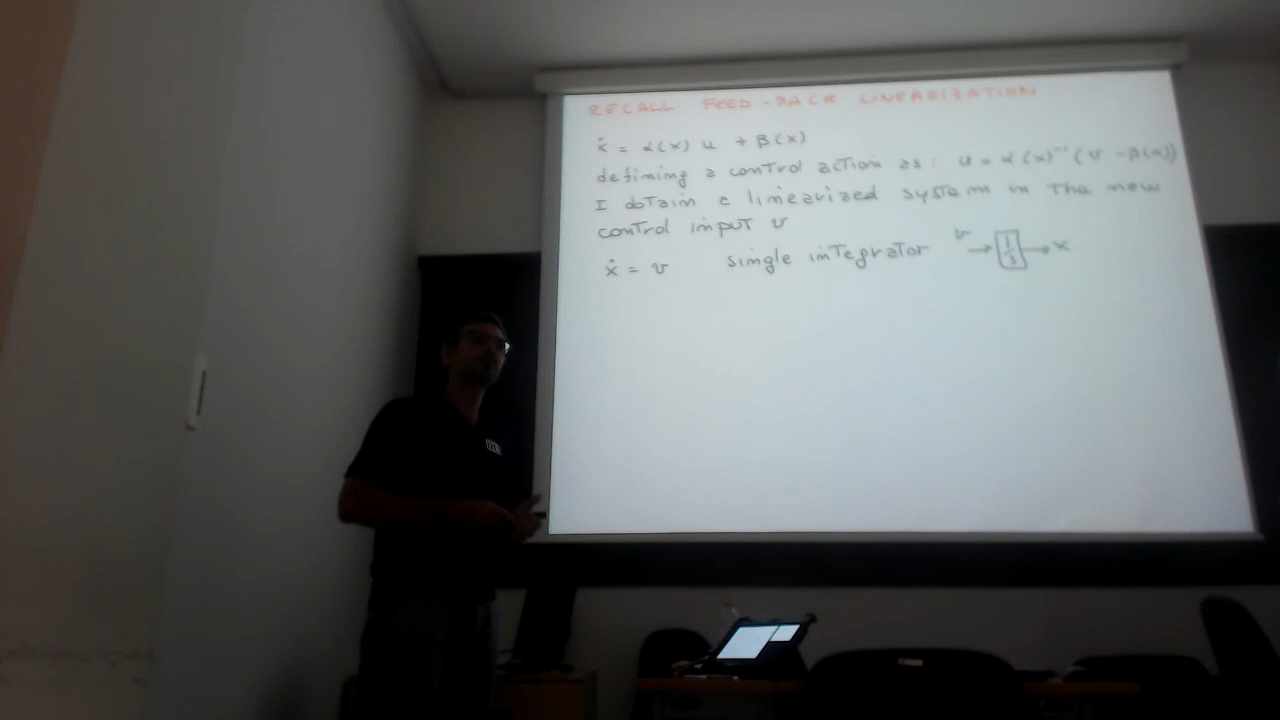 RECALL FEED-BACK LINEARIZATION
ẋ = α(x) u + β(x)
defining a control action as: u = α(x)⁻¹(v - β(x))
I obtain a linearized system in the new
control input v
ẋ = v single integrator v → 1/s → x